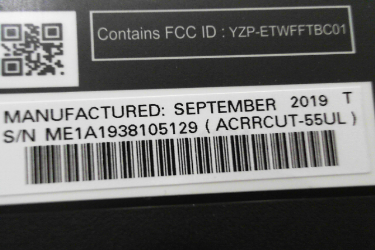 Contains FCC ID : YZP-ETWFFTBC01
MANUFACTURED: SEPTEMBER 2019 T
S/N ME1A1938105129 ( ACRRCUT-55UL )